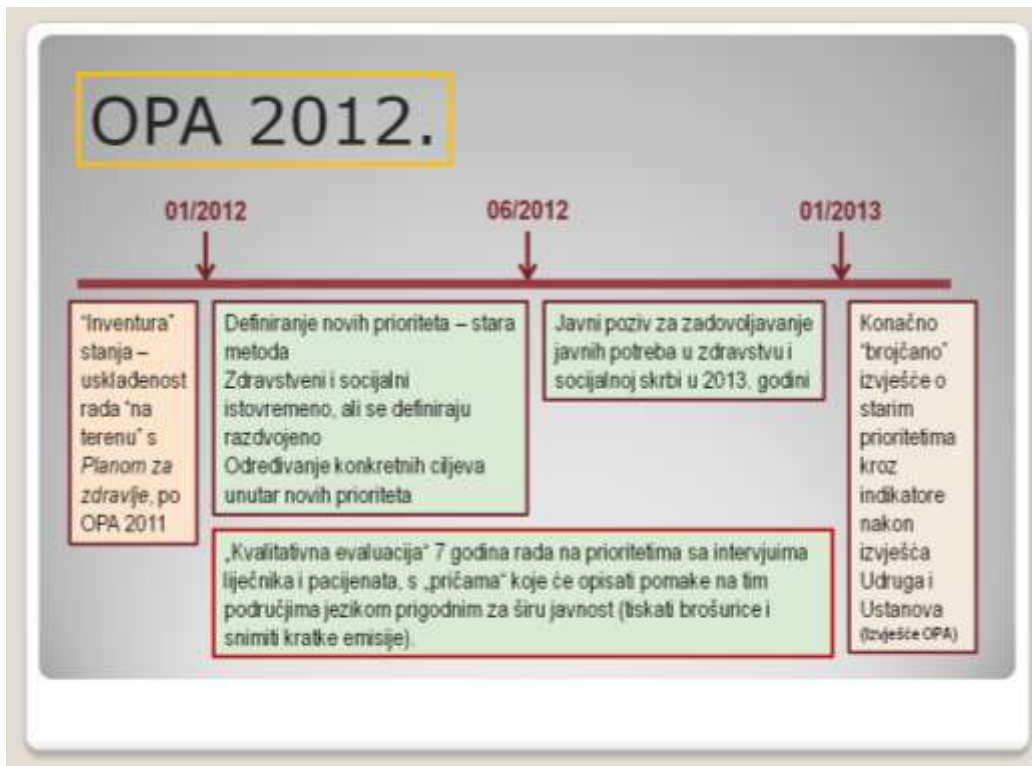 OPA 2012.
01/2012
06/2012
01/2013
"Inventura"
stanja –
usklađenost
rada "na
terenu" s
Planom za
zdravlje, po
OPA 2011
Definiranje novih prioriteta – stara
metoda
Zdravstveni i socijalni
istovremeno, ali se definiraju
razdvojeno
Određivanje konkretnih ciljeva
unutar novih prioriteta
Javni poziv za zadovoljavanje
javnih potreba u zdravstvu i
socijalnoj skrbi u 2013. godini
„Kvalitativna evaluacija“ 7 godina rada na prioritetima sa intervjuima
liječnika i pacijenata, s „pričama“ koje će opisati pomake na tim
područjima jezikom prigodnim za širu javnost (tiskati brošurice i
snimiti kratke emisije).
Konačno
"brojčano"
izvješće o
starim
prioritetima
kroz
indikatore
nakon
izvješća
Udruga i
Ustanova
(Izvješće OPA)